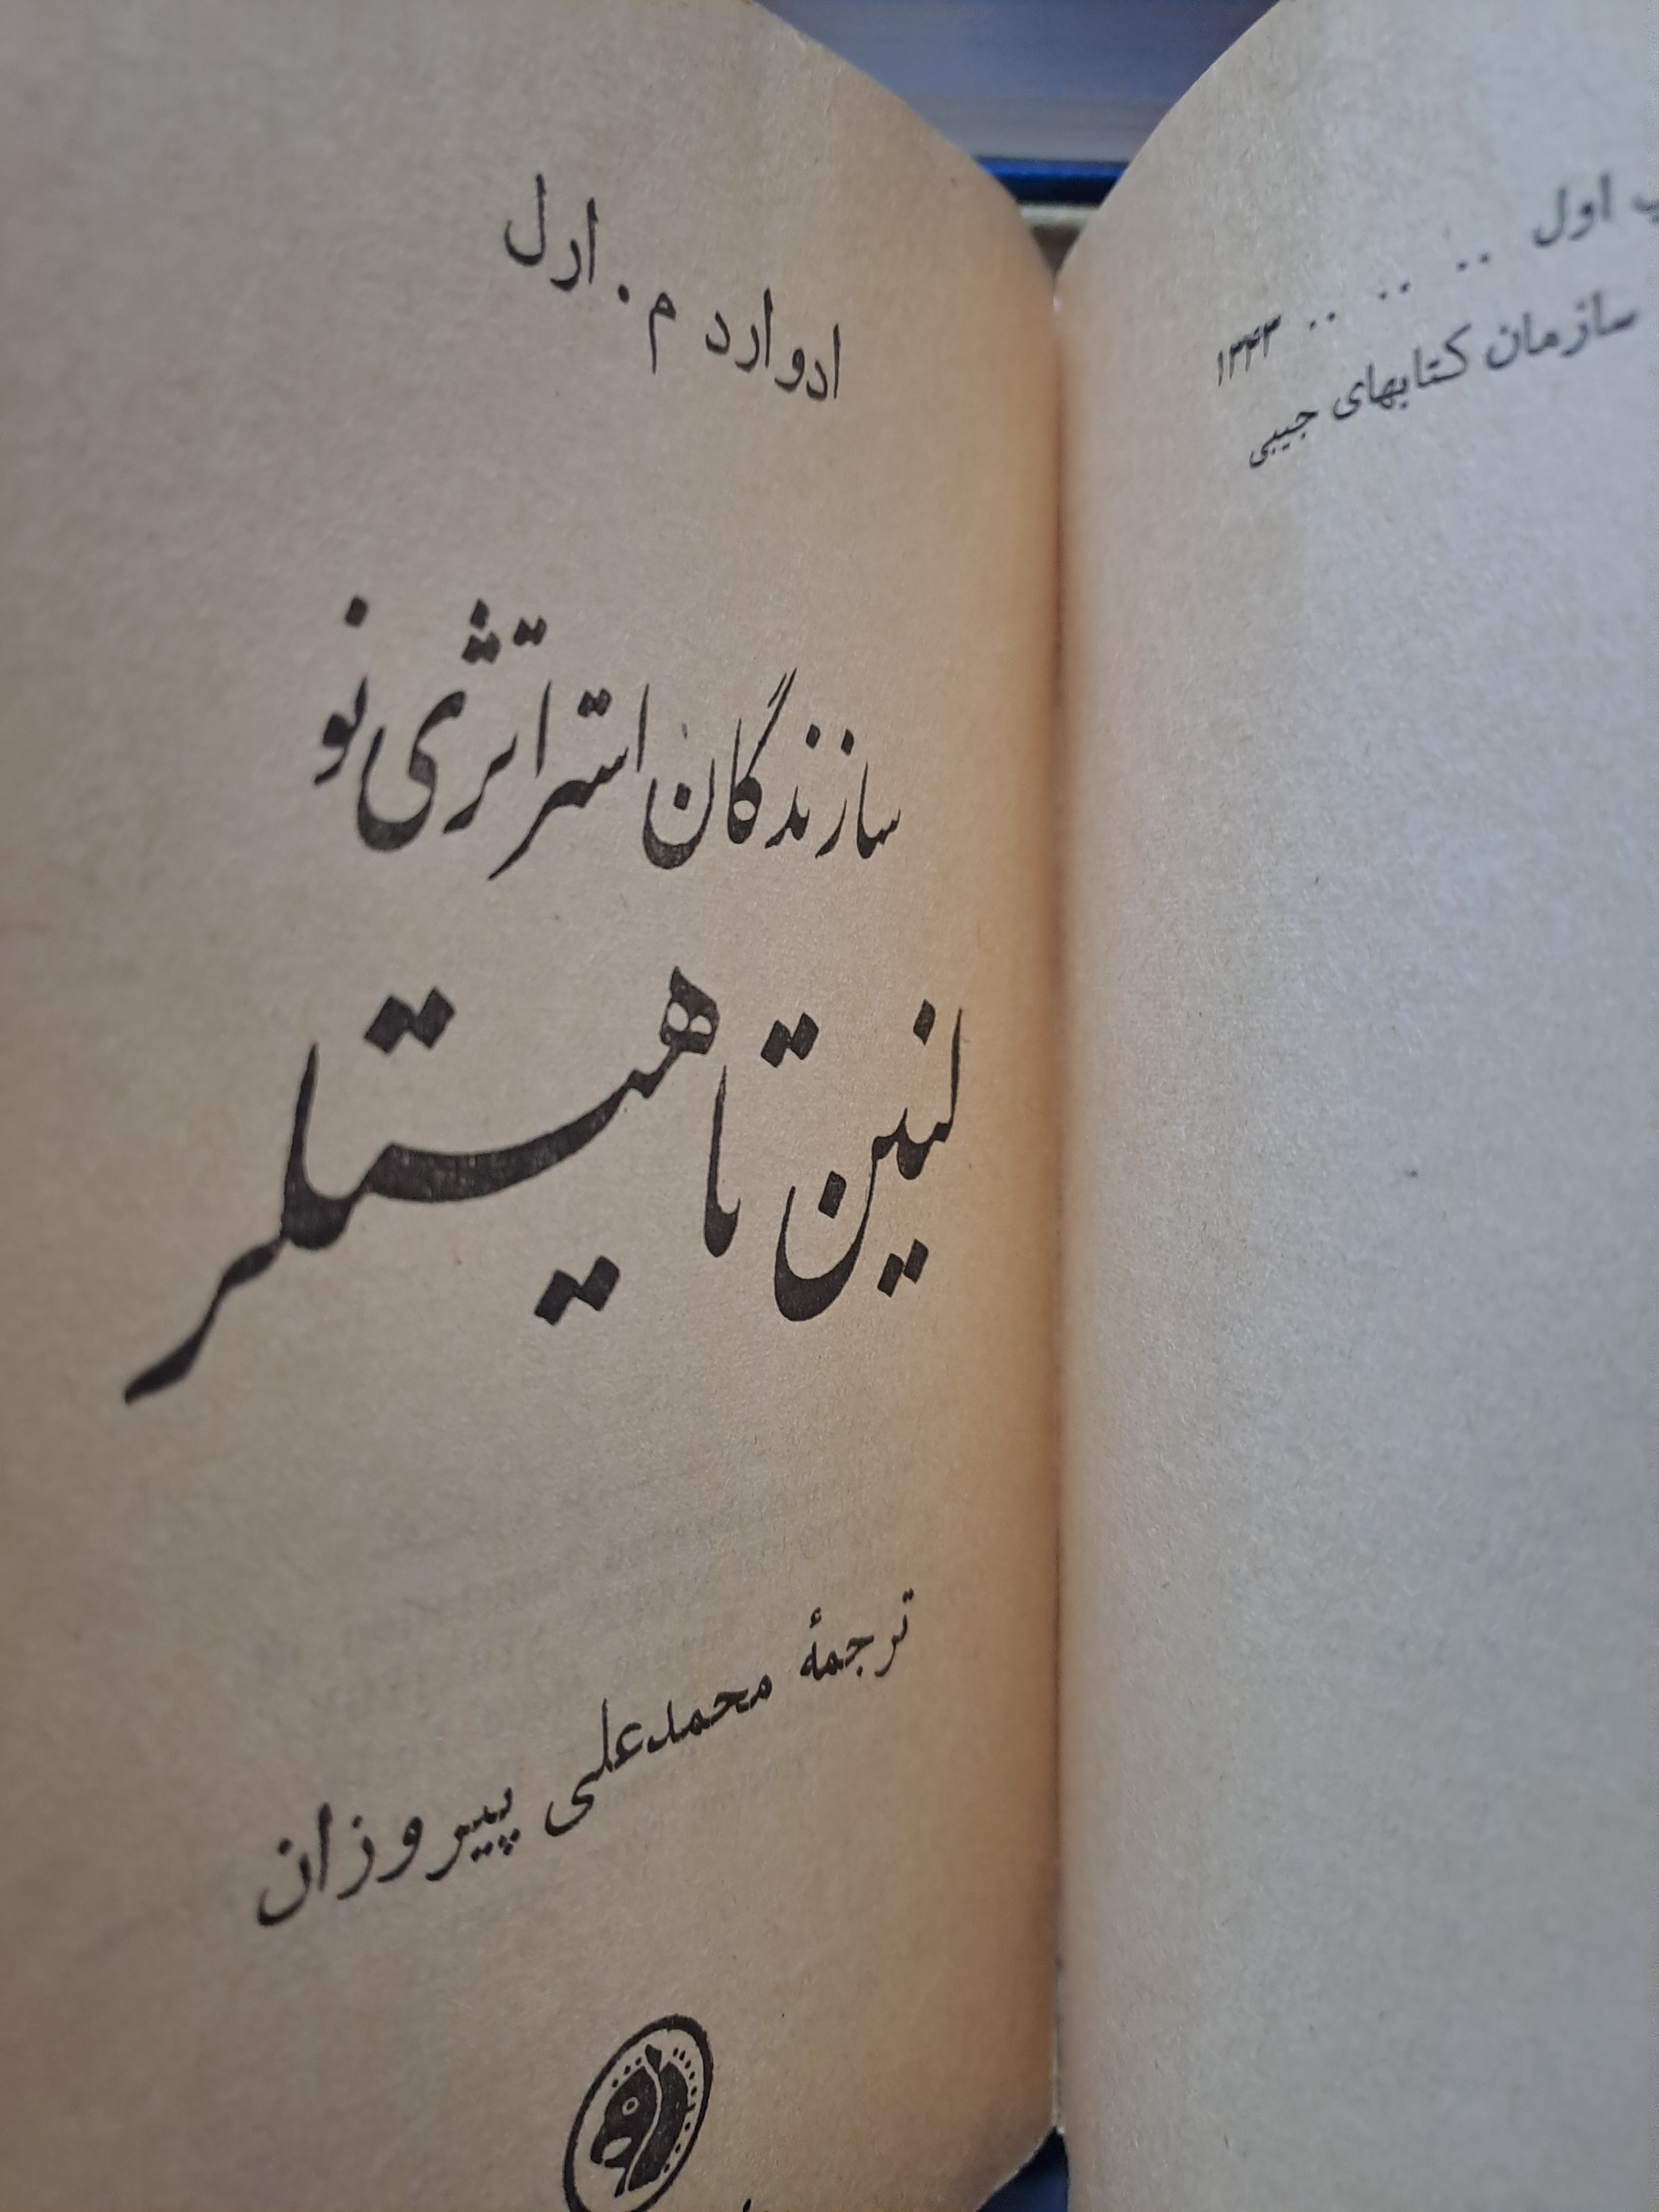 اول .. .. .. ۱۳۴۳
سازمان کتابهای جیبی
ادوارد م. ارل
سازندگان استراتژی نو
لنین تا هیتلر
ترجمهٔ محمدعلی پیروزان